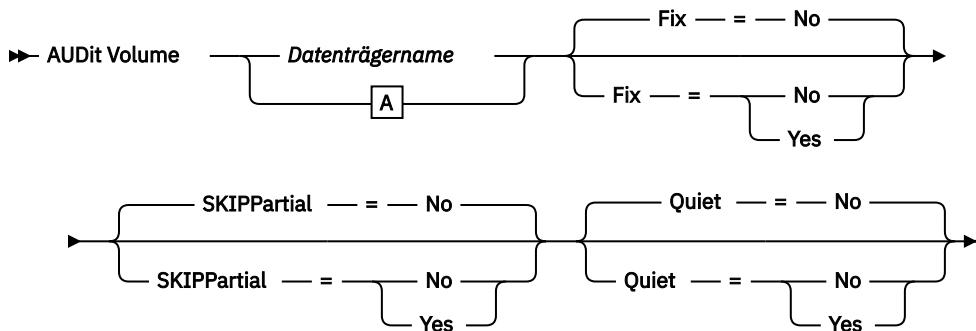 Fix = No
AUDit Volume Datenträgername
A
Fix = No
Yes
SKIPPartial = No Quiet = No
SKIPPartial = No Quiet = No
Yes Yes